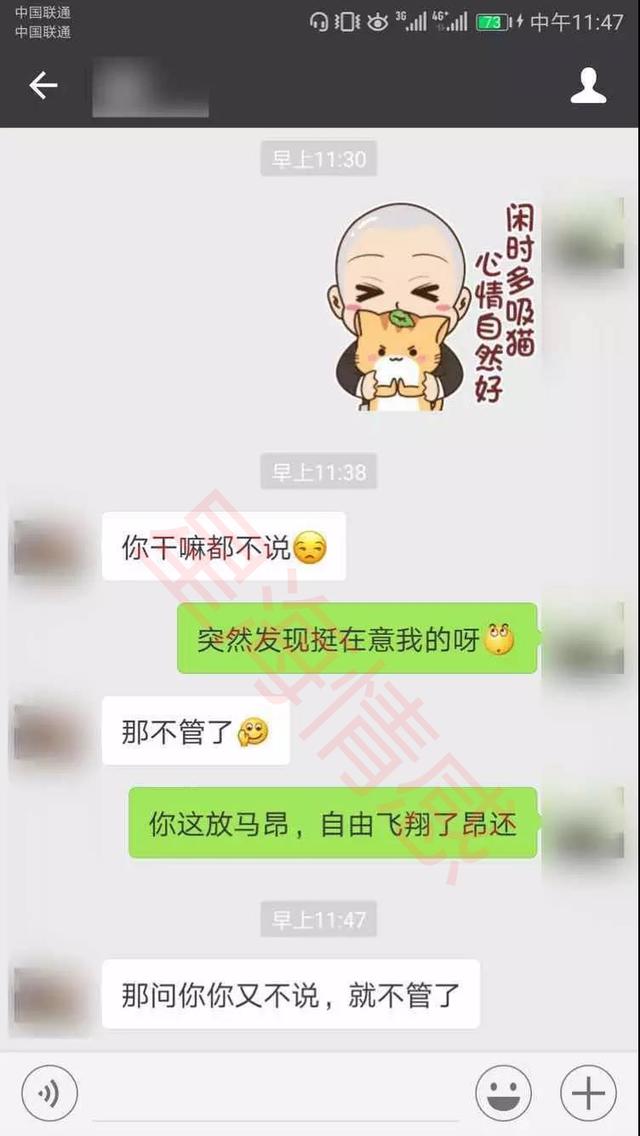 中国联通
中国联通
3G 4G+ 73 中午11:47
早上11:30
闲时多吸猫
心情自然好
早上11:38
你干嘛都不说
突然发现挺在意我的呀
那不管了
你这放马昂，自由飞翔了昂还
早上11:47
那问你你又不说，就不管了
星海情感